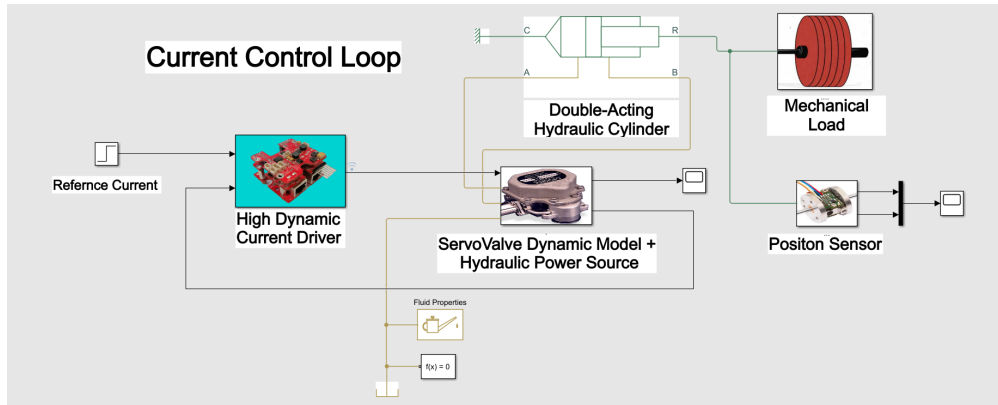 Current Control Loop
C
R
A
B
Double-Acting
Hydraulic Cylinder
Mechanical
Load
Refernce Current
High Dynamic
Current Driver
ServoValve Dynamic Model +
Hydraulic Power Source
...
Positon Sensor
Fluid Properties
f(x) = 0